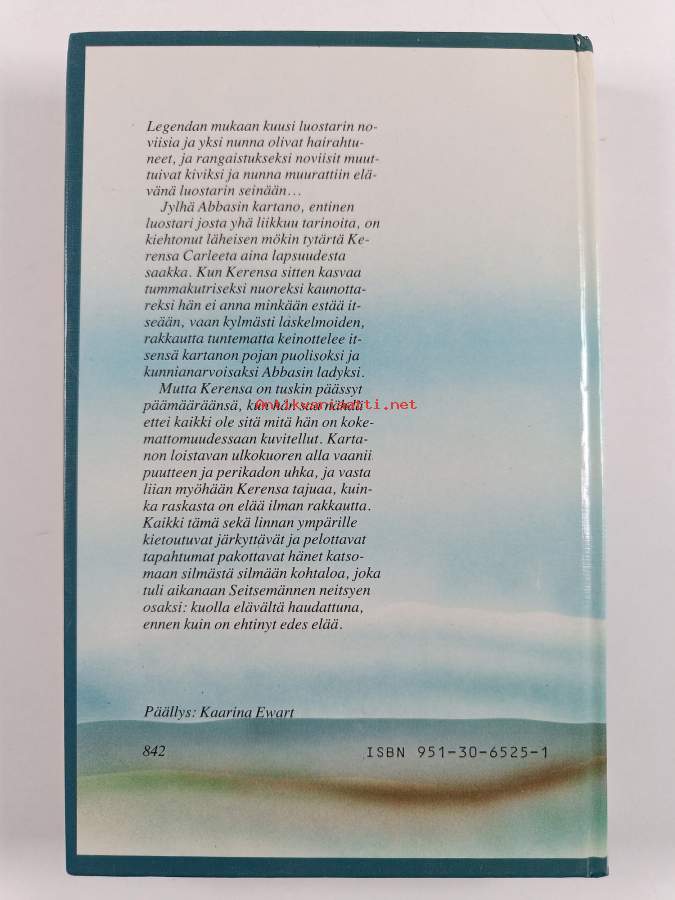 Legendan mukaan kuusi luostarin no-
viisia ja yksi nunna olivat hairahtu-
neet, ja rangaistukseksi noviisit muut-
tuivat kiviksi ja nunna muurattiin elä-
vänä luostarin seinään...
Jylhä Abbasin kartano, entinen
luostari josta yhä liikkuu tarinoita, on
kiehtonut läheisen mökin tytärtä Ke-
rensa Carleeta aina lapsuudesta
saakka. Kun Kerensa sitten kasvaa
tummakutriseksi nuoreksi kaunotta-
reksi hän ei anna minkään estää it-
seään, vaan kylmästi laskelmoiden,
rakkautta tuntematta keinottelee it-
sensä kartanon pojan puolisoksi ja
kunnianarvoisaksi Abbasin ladyksi.
Mutta Kerensa on tuskin päässyt
päämääräänsä, kun hän saa nähdä
Antikvariaatti.net
ettei kaikki ole sitä mitä hän on koke-
mattomuudessaan kuvitellut. Karta-
non loistavan ulkokuoren alla vaanii
puutteen ja perikadon uhka, ja vasta
liian myöhään Kerensa tajuaa, kuin-
ka raskasta on elää ilman rakkautta.
Kaikki tämä sekä linnan ympärille
kietoutuvat järkyttävät ja pelottavat
tapahtumat pakottavat hänet katso-
maan silmästä silmään kohtaloa, joka
tuli aikanaan Seitsemännen neitsyen
osaksi: kuolla elävältä haudattuna,
ennen kuin on ehtinyt edes elää.
Päällys: Kaarina Ewart
842
ISBN 951-30-6525-1